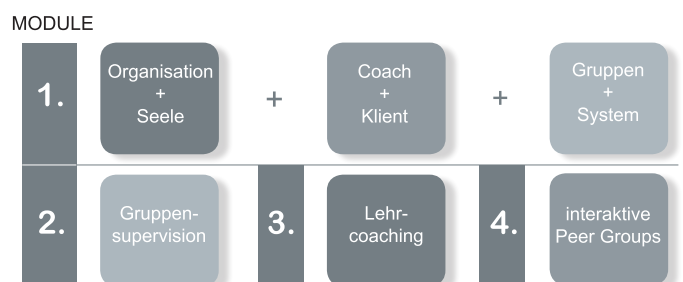 MODULE
1.
Organisation
+
Seele
+
Coach
+
Klient
+
Gruppen
+
System
2.
Gruppen-
supervision
3.
Lehr-
coaching
4.
interaktive
Peer Groups